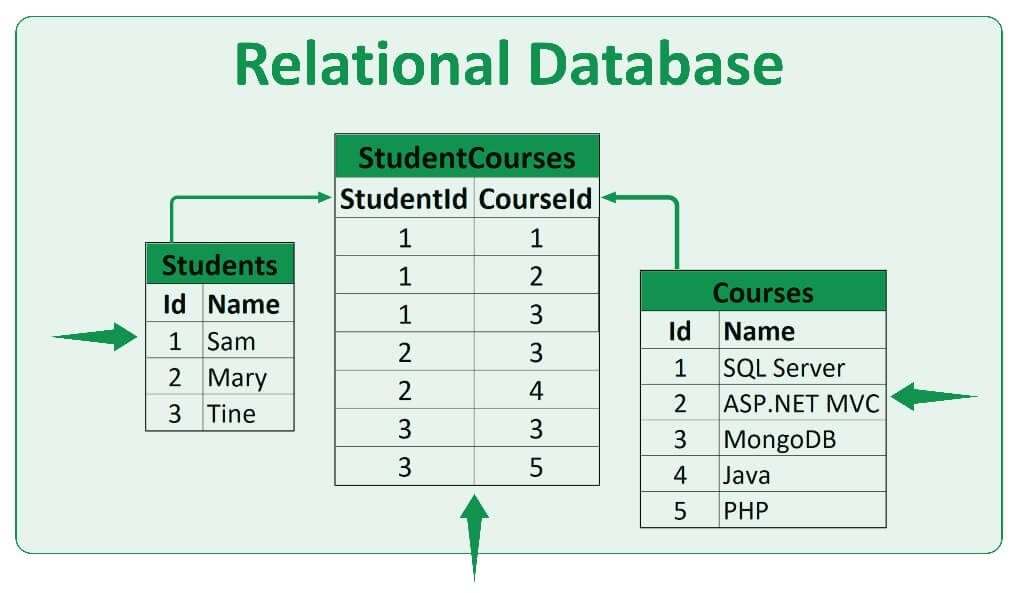 Relational Database
StudentCourses
StudentId CourseId
1 1
1 2
1 3
2 3
2 4
3 3
3 5
Students
Id Name
1 Sam
2 Mary
3 Tine
Courses
Id Name
1 SQL Server
2 ASP.NET MVC
3 MongoDB
4 Java
5 PHP